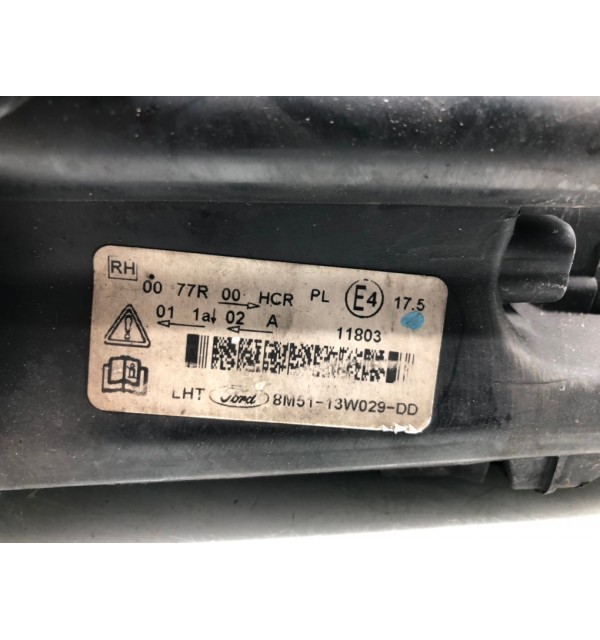 RH
00 77R 00 HCR PL E4 17.5
01 1a 02 A 11803
LHT Ford 8M51-13W029-DD